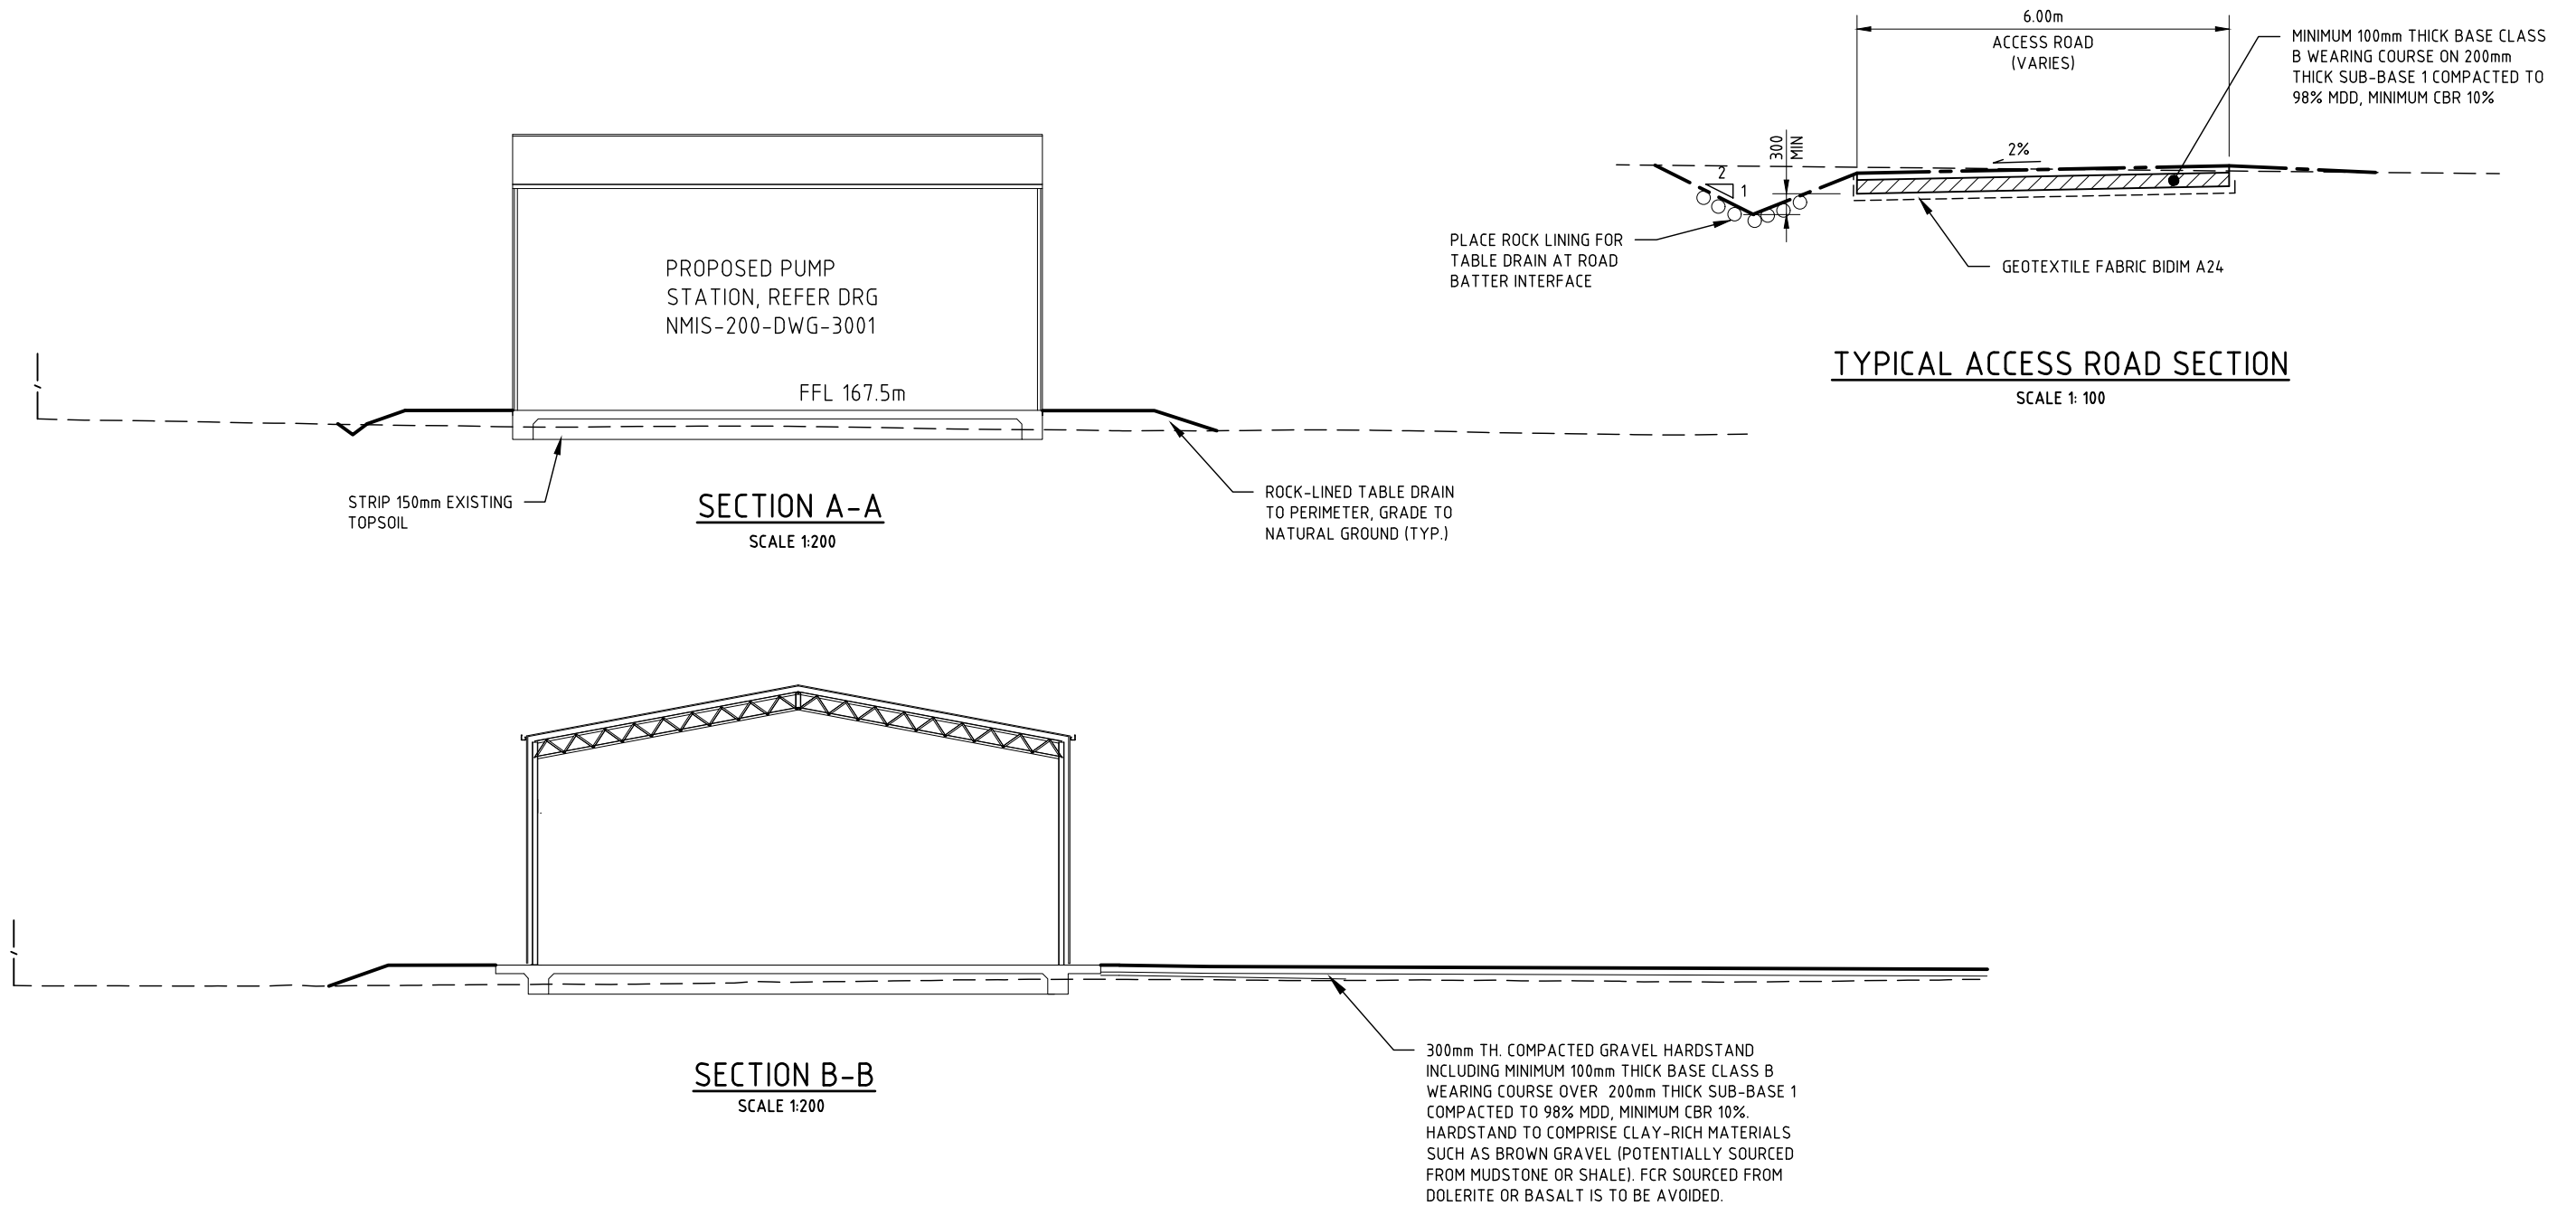 6.00m
ACCESS ROAD
(VARIES)
MINIMUM 100mm THICK BASE CLASS
B WEARING COURSE ON 200mm
THICK SUB-BASE 1 COMPACTED TO
98% MDD, MINIMUM CBR 10%
300
MIN
2%
2
1
PLACE ROCK LINING FOR
TABLE DRAIN AT ROAD
BATTER INTERFACE
GEOTEXTILE FABRIC BIDIM A24
TYPICAL ACCESS ROAD SECTION
SCALE 1: 100
PROPOSED PUMP
STATION, REFER DRG
NMIS-200-DWG-3001
FFL 167.5m
STRIP 150mm EXISTING
TOPSOIL
SECTION A-A
SCALE 1:200
ROCK-LINED TABLE DRAIN
TO PERIMETER, GRADE TO
NATURAL GROUND (TYP.)
SECTION B-B
SCALE 1:200
300mm TH. COMPACTED GRAVEL HARDSTAND
INCLUDING MINIMUM 100mm THICK BASE CLASS B
WEARING COURSE OVER 200mm THICK SUB-BASE 1
COMPACTED TO 98% MDD, MINIMUM CBR 10%.
HARDSTAND TO COMPRISE CLAY-RICH MATERIALS
SUCH AS BROWN GRAVEL (POTENTIALLY SOURCED
FROM MUDSTONE OR SHALE). FCR SOURCED FROM
DOLERITE OR BASALT IS TO BE AVOIDED.